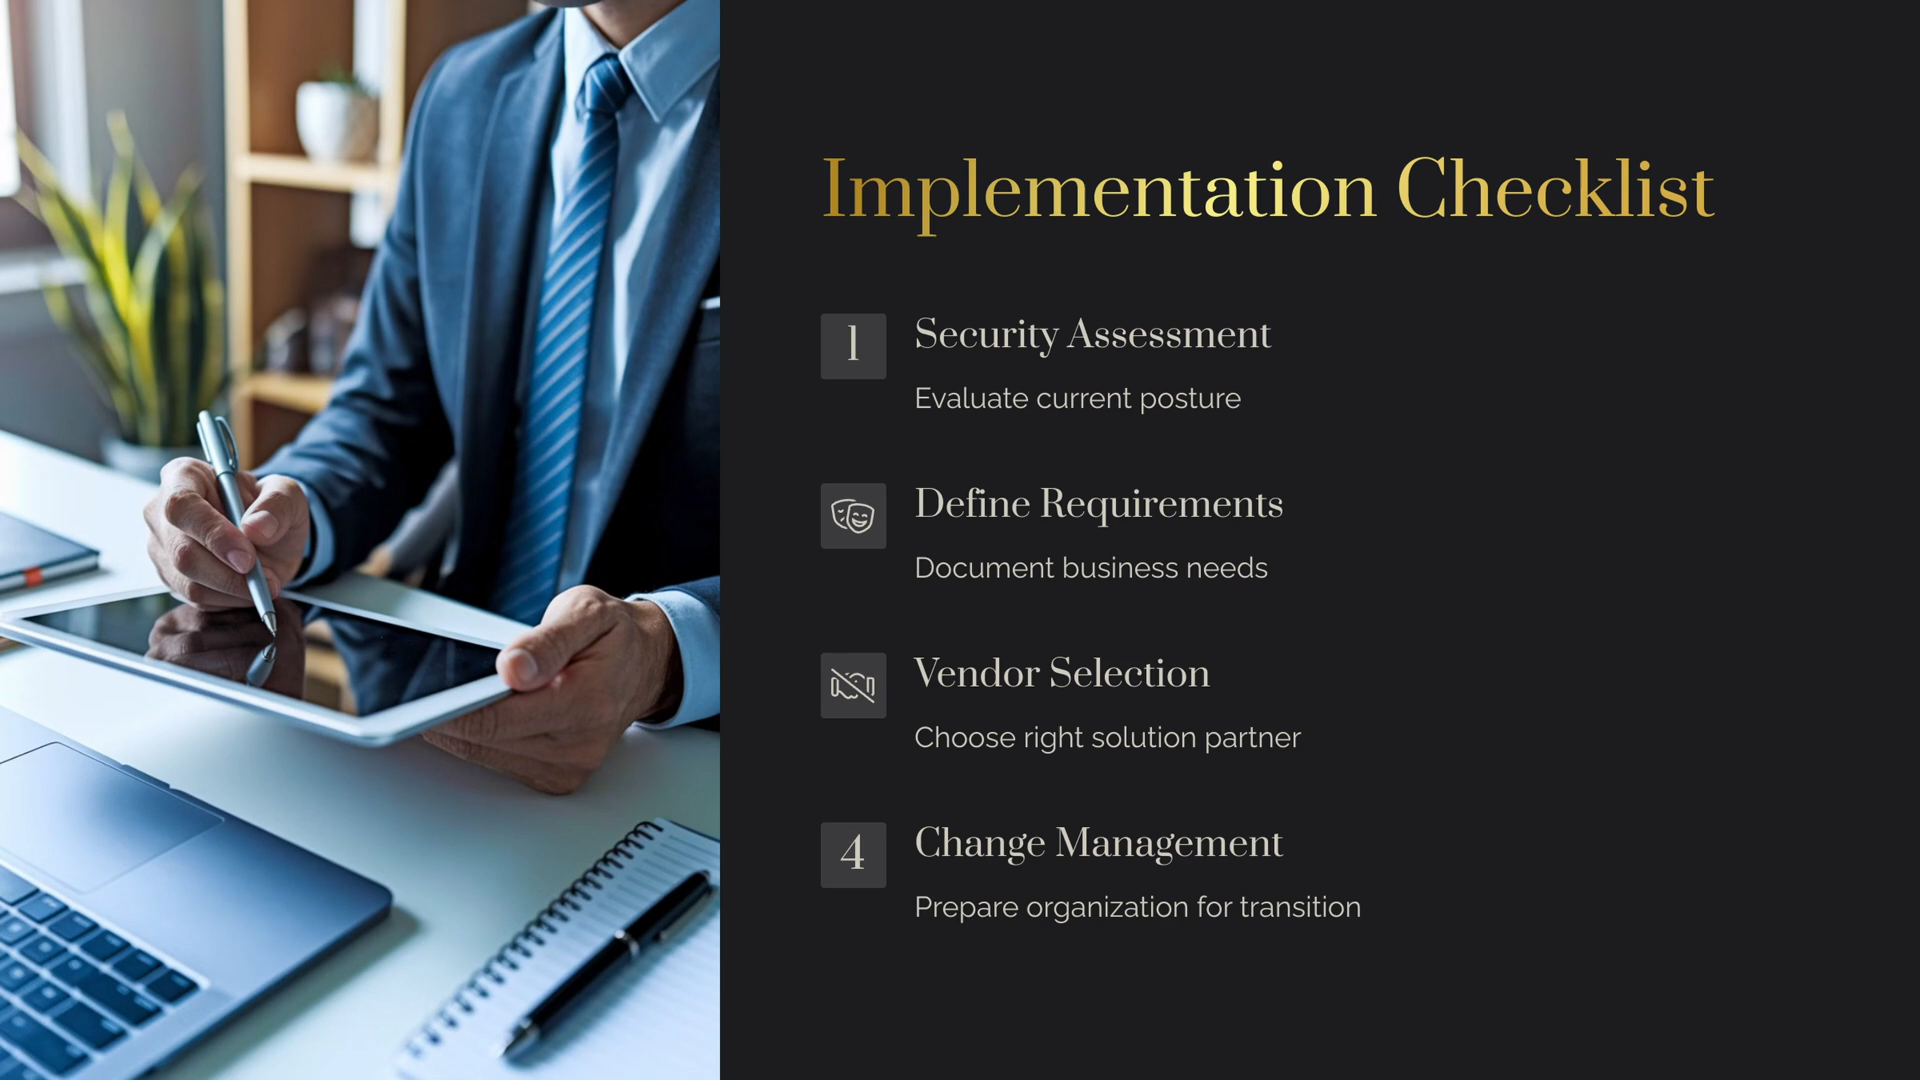 Implementation Checklist
1
Security Assessment
Evaluate current posture
Define Requirements
Document business needs
Vendor Selection
Choose right solution partner
4
Change Management
Prepare organization for transition